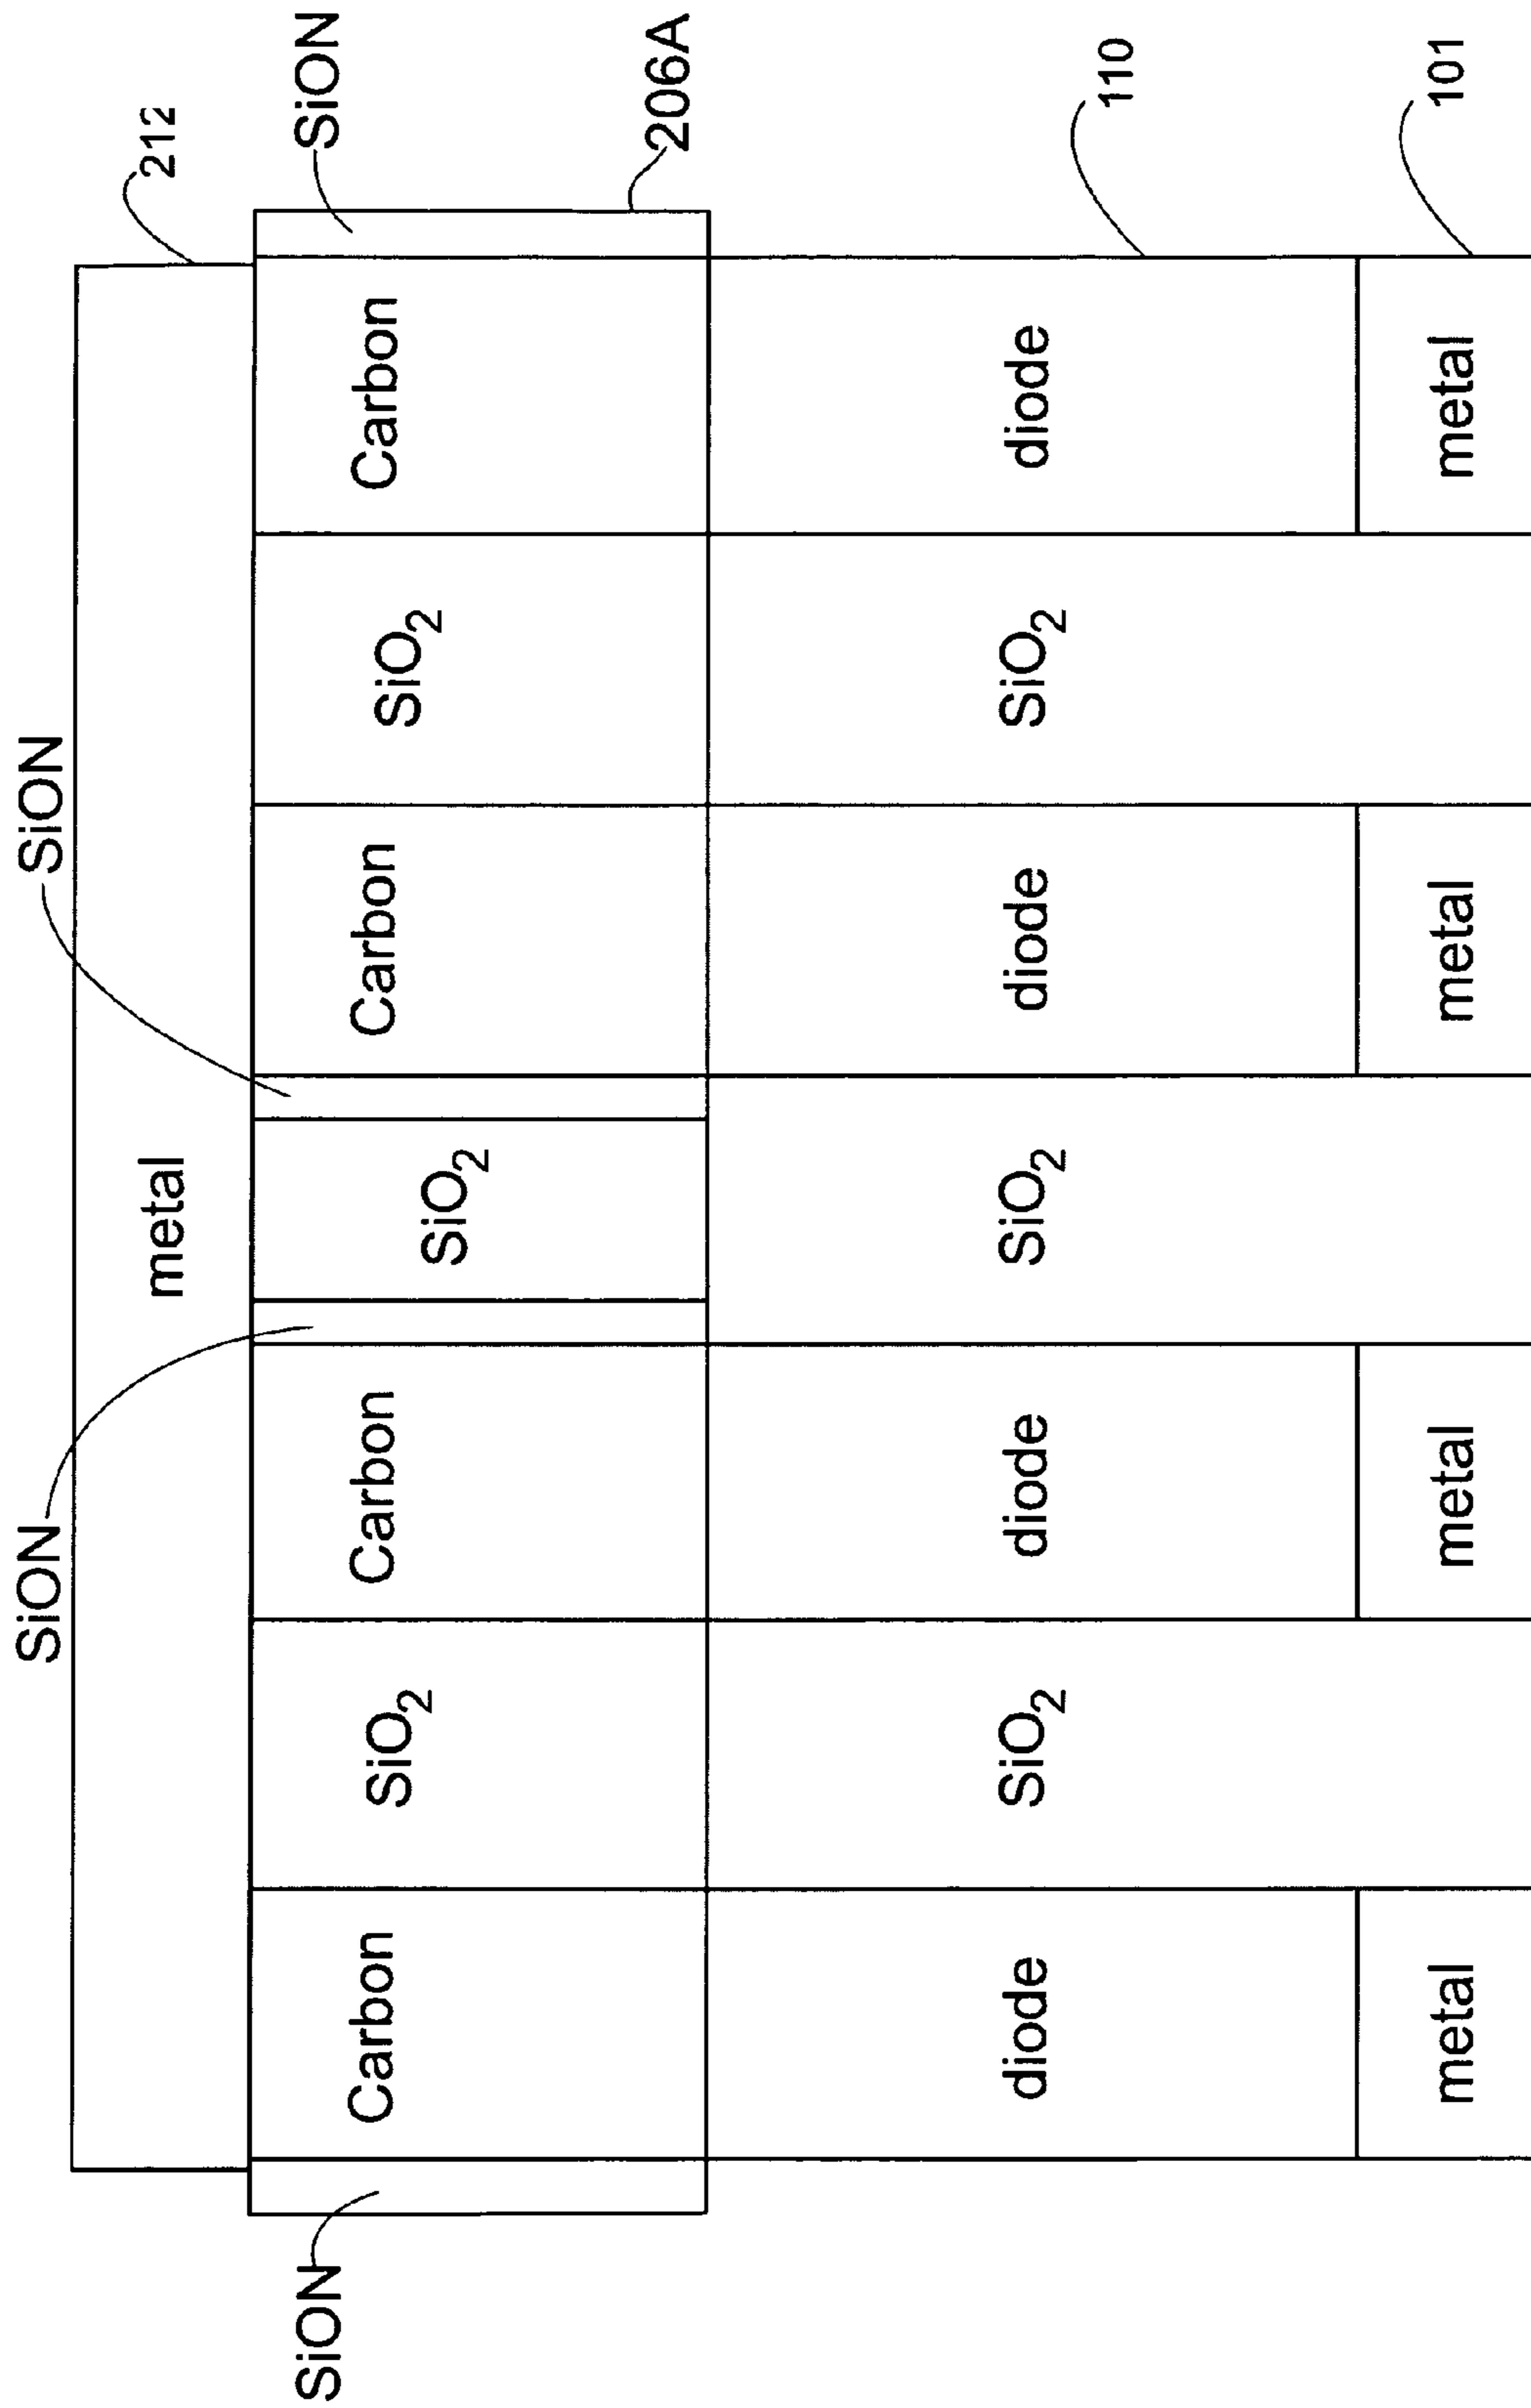 SiON
SiON
metal
212
SiON
SiON
Carbon
SiO₂
Carbon
SiO₂
Carbon
SiO₂
Carbon
206A
diode
SiO₂
diode
SiO₂
diode
SiO₂
diode
110
metal
metal
metal
metal
101